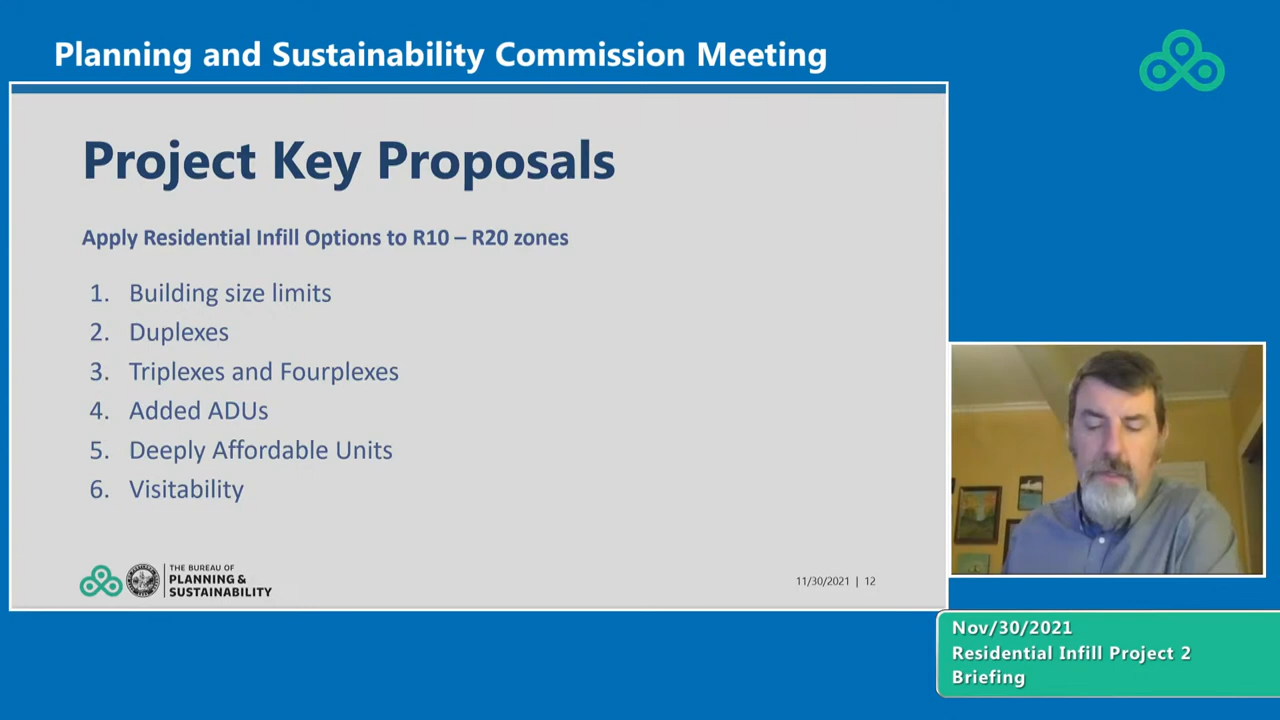 Planning and Sustainability Commission Meeting
Project Key Proposals
Apply Residential Infill Options to R10 – R20 zones
1. Building size limits
2. Duplexes
3. Triplexes and Fourplexes
4. Added ADUs
5. Deeply Affordable Units
6. Visitability
THE BUREAU OF
PLANNING &
SUSTAINABILITY
11/30/2021 | 12
Nov/30/2021
Residential Infill Project 2
Briefing